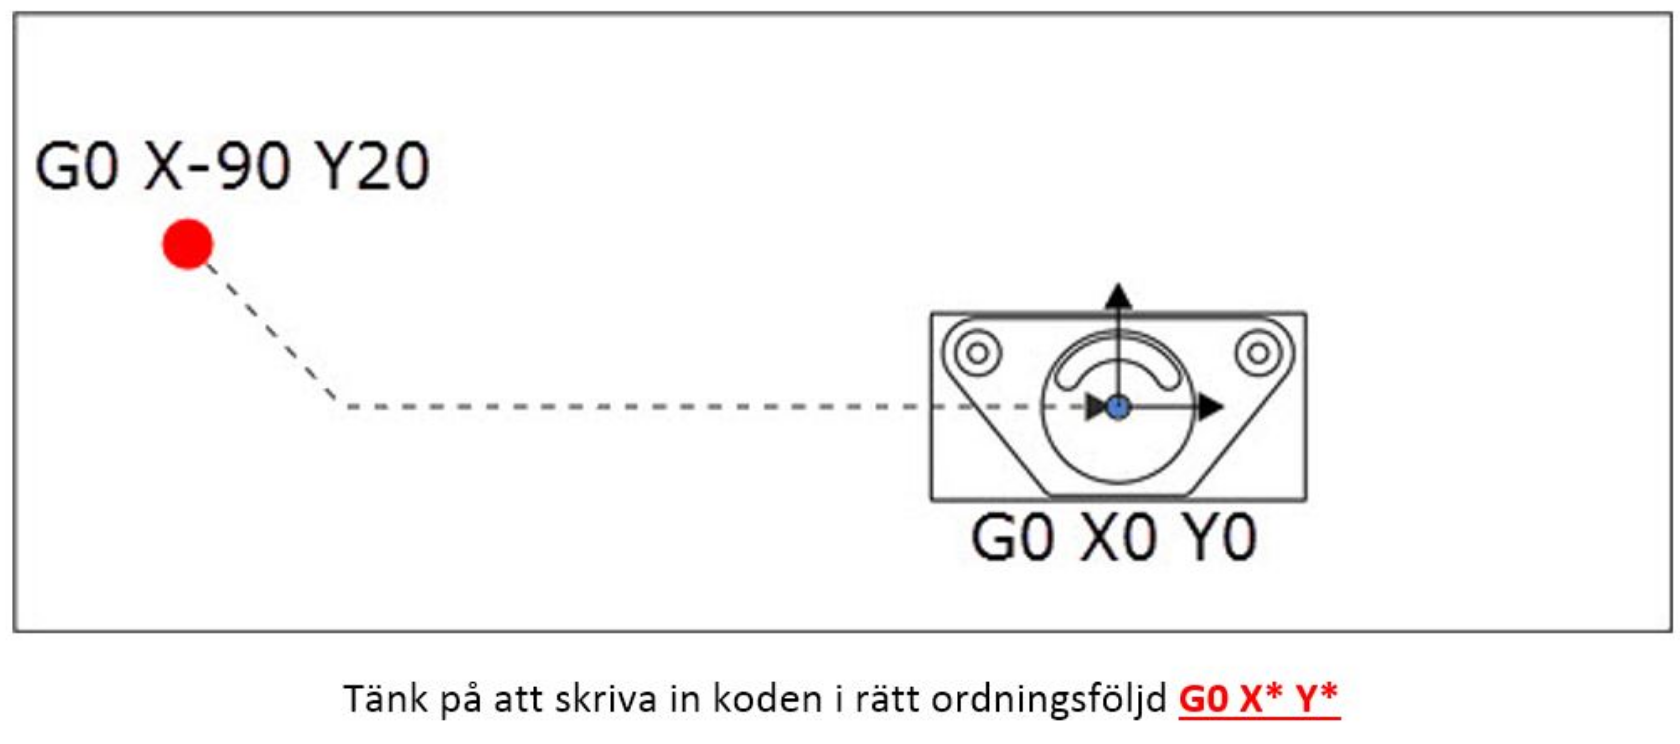 G0 X-90 Y20
G0 X0 Y0
Tänk på att skriva in koden i rätt ordningsföljd G0 X* Y*